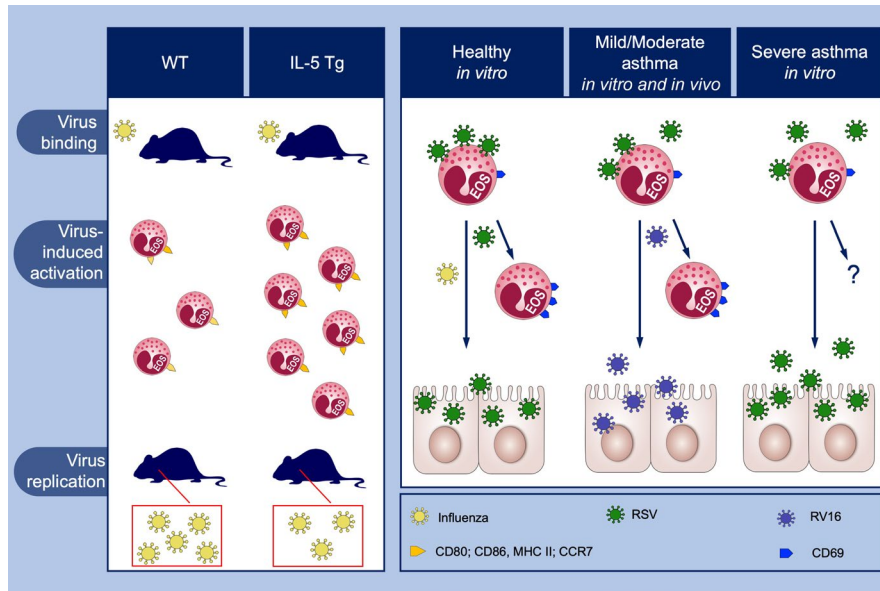 WT
IL-5 Tg
Healthy
in vitro
Mild/Moderate
asthma
in vitro and in vivo
Severe asthma
in vitro
Virus
binding
EOS
EOS
EOS
Virus-
induced
activation
EOS
EOS
EOS
EOS
EOS
EOS
EOS
EOS
EOS
EOS
EOS
?
Virus
replication
Influenza
RSV
RV16
CD80; CD86, MHC II; CCR7
CD69